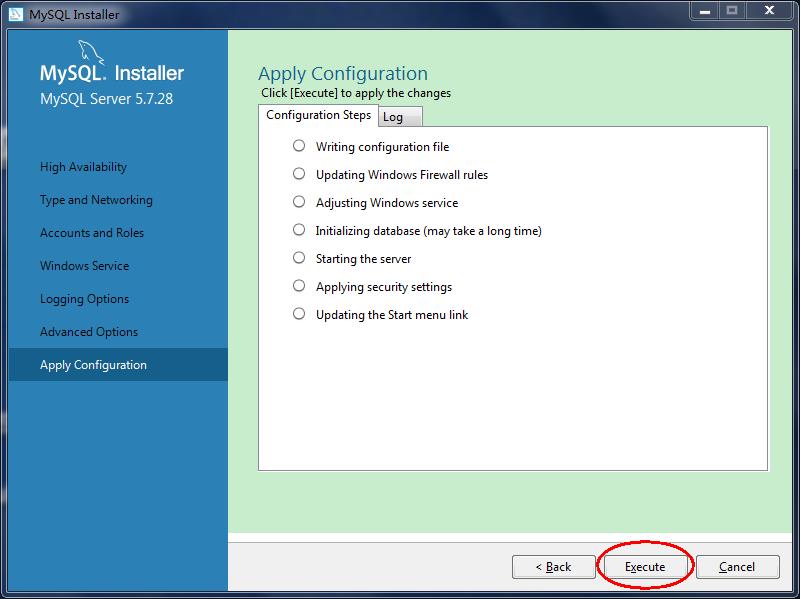 MySQL Installer
MySQL. Installer
MySQL Server 5.7.28
High Availability
Type and Networking
Accounts and Roles
Windows Service
Logging Options
Advanced Options
Apply Configuration
Apply Configuration
Click [Execute] to apply the changes
Configuration Steps Log
Writing configuration file
Updating Windows Firewall rules
Adjusting Windows service
Initializing database (may take a long time)
Starting the server
Applying security settings
Updating the Start menu link
< Back Execute Cancel